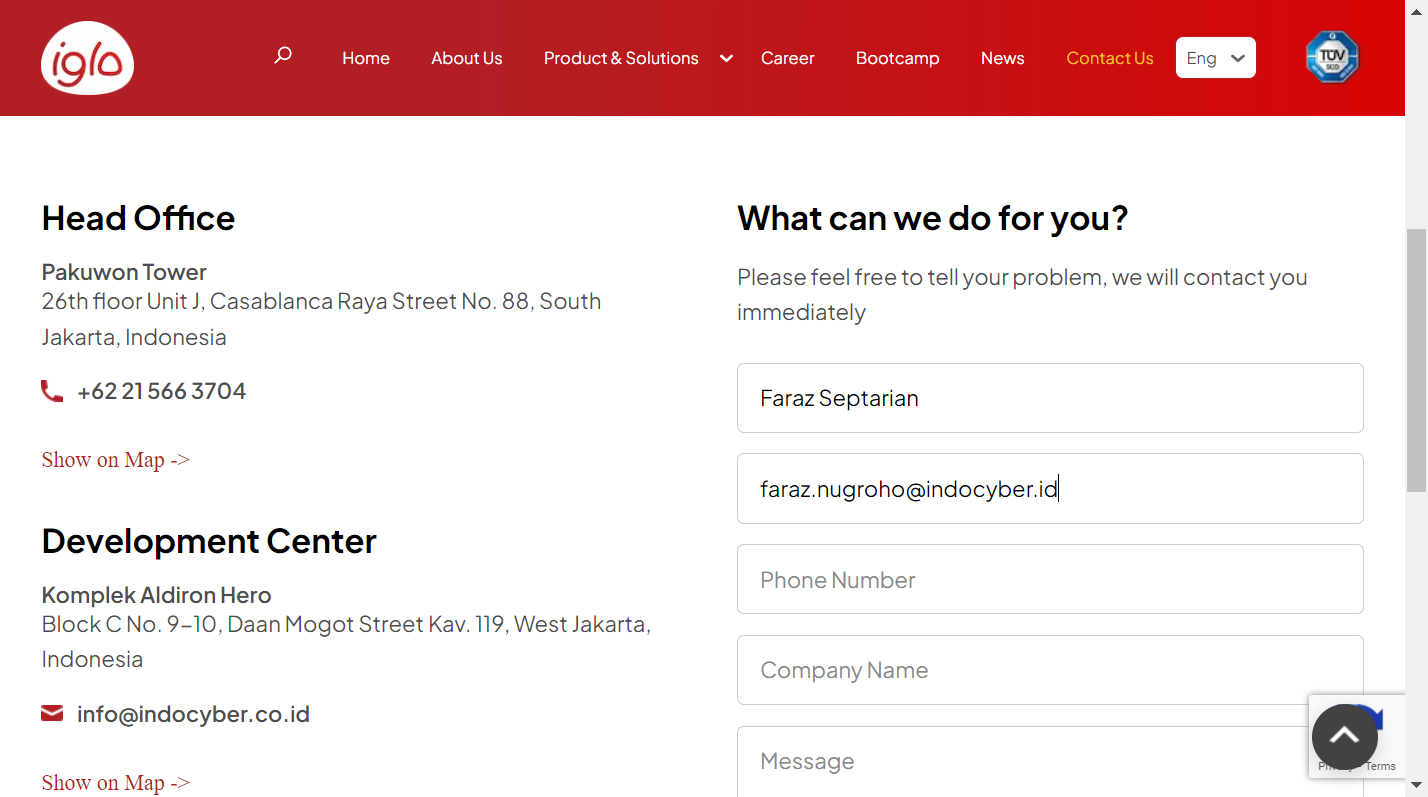 iglo
Home
About Us
Product & Solutions
Career
Bootcamp
News
Contact Us
Eng
TÜV
SÜD
Head Office
Pakuwon Tower
26th floor Unit J, Casablanca Raya Street No. 88, South
Jakarta, Indonesia
+62 21 566 3704
Show on Map ->
Development Center
Komplek Aldiron Hero
Block C No. 9–10, Daan Mogot Street Kav. 119, West Jakarta,
Indonesia
info@indocyber.co.id
Show on Map ->
What can we do for you?
Please feel free to tell your problem, we will contact you
immediately
Faraz Septarian
faraz.nugroho@indocyber.id
Phone Number
Company Name
Message
Privacy - Terms